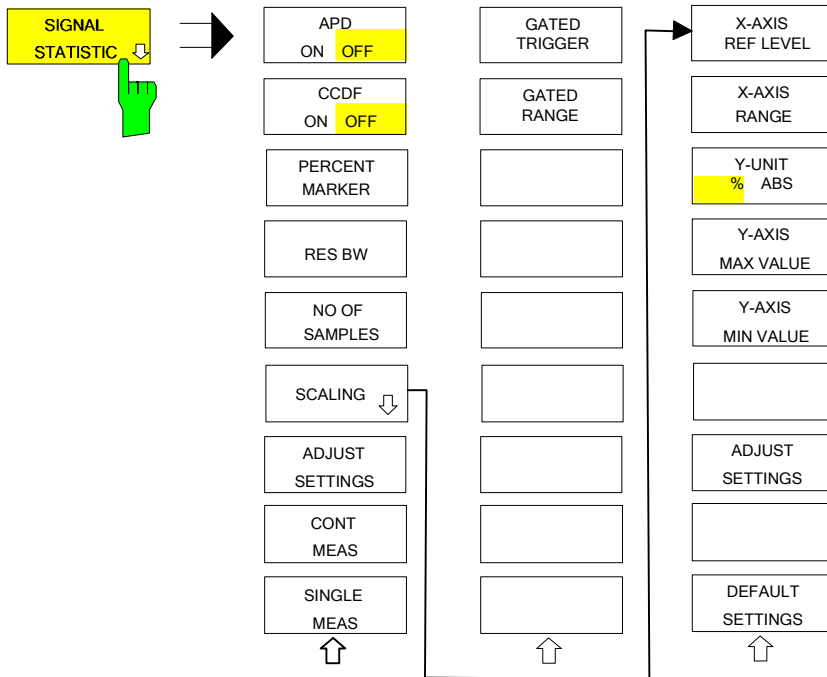 SIGNAL
STATISTIC
APD
ON OFF
CCDF
ON OFF
PERCENT
MARKER
RES BW
NO OF
SAMPLES
SCALING
ADJUST
SETTINGS
CONT
MEAS
SINGLE
MEAS
GATED
TRIGGER
GATED
RANGE
X-AXIS
REF LEVEL
X-AXIS
RANGE
Y-UNIT
% ABS
Y-AXIS
MAX VALUE
Y-AXIS
MIN VALUE
ADJUST
SETTINGS
DEFAULT
SETTINGS